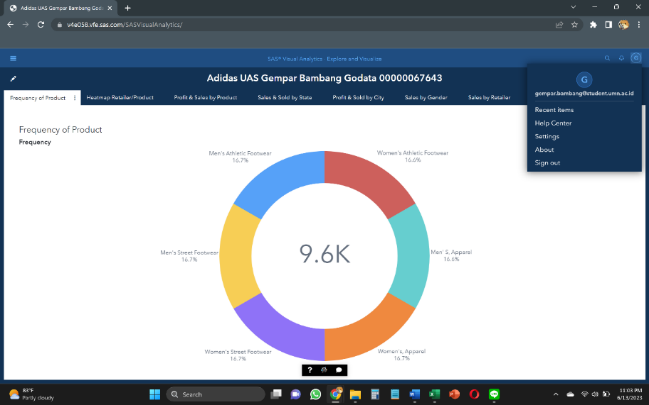 Adidas UAS Gempar Bambang God
v4e058.vfe.sas.com/SASVisualAnalytics/
SAS® Visual Analytics - Explore and Visualize
Adidas UAS Gempar Bambang Godata 00000067643
G
gempar.bambang@student.umn.ac.id
Recent items
Help Center
Settings
About
Sign out
Frequency of Product
Heatmap Retailer/Product
Profit & Sales by Product
Sales & Sold by State
Profit & Sold by City
Sales by Gender
Sales by Retailer
Frequency of Product
Frequency
Men's Athletic Footwear
16.7%
Women's Athletic Footwear
16.6%
Men's Street Footwear
16.7%
9.6K
Men' S, Apparel
16.6%
Women's Street Footwear
16.7%
Women's, Apparel
16.7%
88°F
Partly cloudy
Search
11:03 PM
6/13/2023